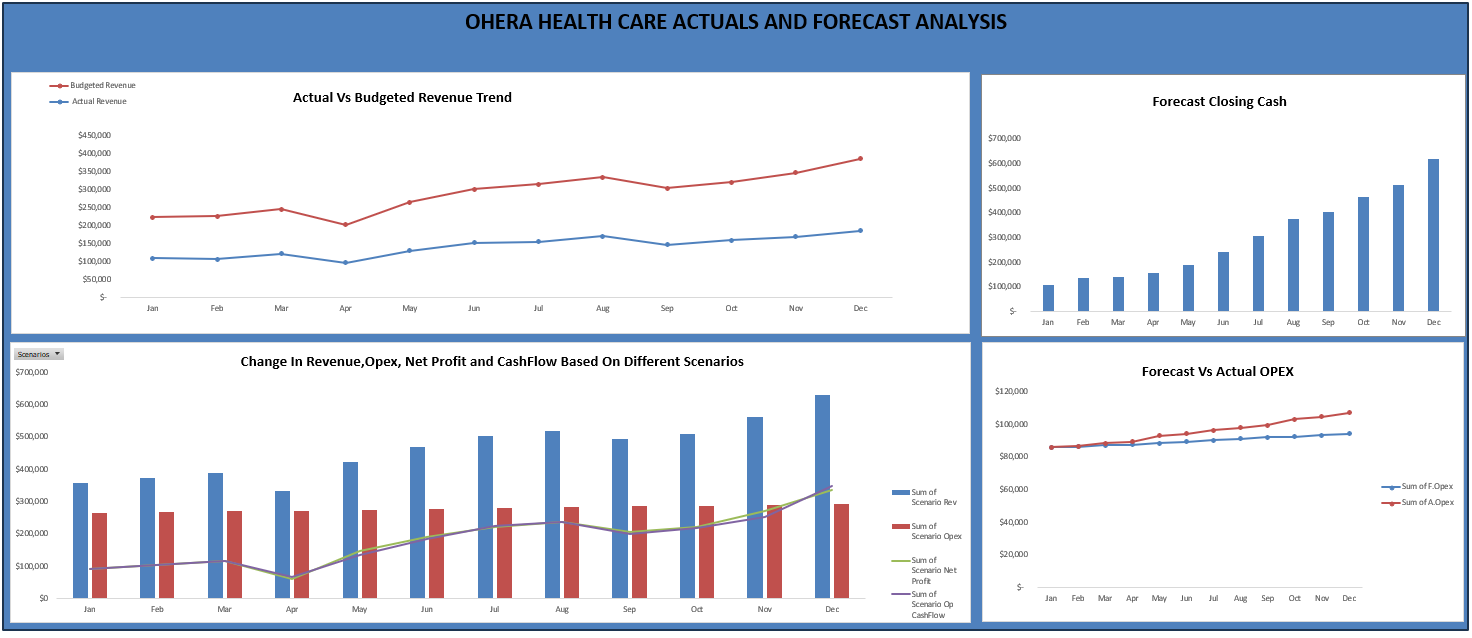 OHERA HEALTH CARE ACTUALS AND FORECAST ANALYSIS
Budgeted Revenue
Actual Revenue
Actual Vs Budgeted Revenue Trend
$450,000
$400,000
$350,000
$300,000
$250,000
$200,000
$150,000
$100,000
$50,000
$-
Jan Feb Mar Apr May Jun Jul Aug Sep Oct Nov Dec
Forecast Closing Cash
$700,000
$600,000
$500,000
$400,000
$300,000
$200,000
$100,000
$-
Jan Feb Mar Apr May Jun Jul Aug Sep Oct Nov Dec
Scenarios
Change In Revenue,Opex, Net Profit and CashFlow Based On Different Scenarios
$700,000
$600,000
$500,000
$400,000
$300,000
$200,000
$100,000
$0
Jan Feb Mar Apr May Jun Jul Aug Sep Oct Nov Dec
Sum of
Scenario Rev
Sum of
Scenario Opex
Sum of
Scenario Net
Profit
Sum of
Scenario Op
CashFlow
Forecast Vs Actual OPEX
$120,000
$100,000
$80,000
$60,000
$40,000
$20,000
$-
Jan Feb Mar Apr May Jun Jul Aug Sep Oct Nov Dec
Sum of F.Opex
Sum of A.Opex